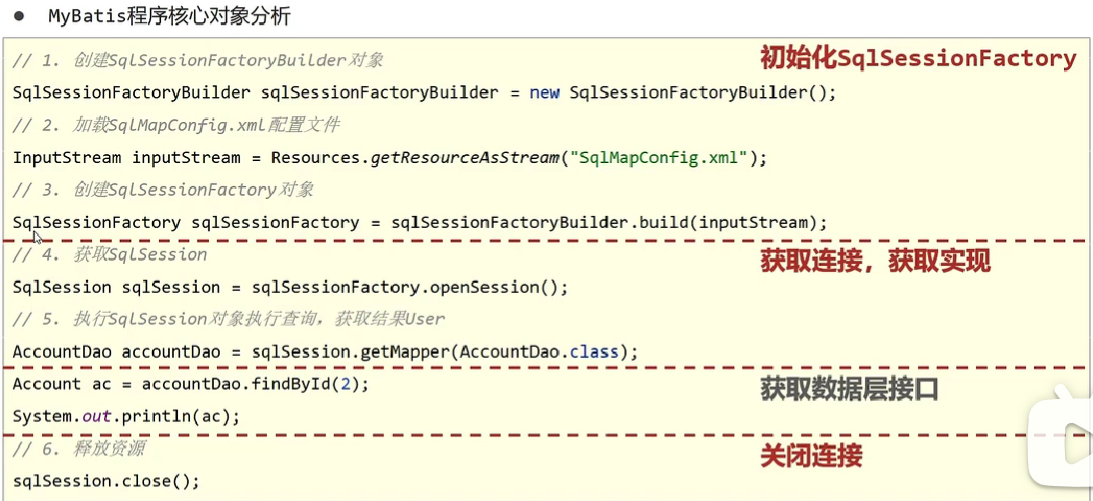 ● MyBatis程序核心对象分析
// 1. 创建SqlSessionFactoryBuilder对象
初始化SqlSessionFactory
SqlSessionFactoryBuilder sqlSessionFactoryBuilder = new SqlSessionFactoryBuilder();
// 2. 加载SqlMapConfig.xml配置文件
InputStream inputStream = Resources.getResourceAsStream("SqlMapConfig.xml");
// 3. 创建SqlSessionFactory对象
SqlSessionFactory sqlSessionFactory = sqlSessionFactoryBuilder.build(inputStream);
// 4. 获取SqlSession
获取连接，获取实现
SqlSession sqlSession = sqlSessionFactory.openSession();
// 5. 执行SqlSession对象执行查询，获取结果User
AccountDao accountDao = sqlSession.getMapper(AccountDao.class);
Account ac = accountDao.findById(2);
获取数据层接口
System.out.println(ac);
// 6. 释放资源
关闭连接
sqlSession.close();